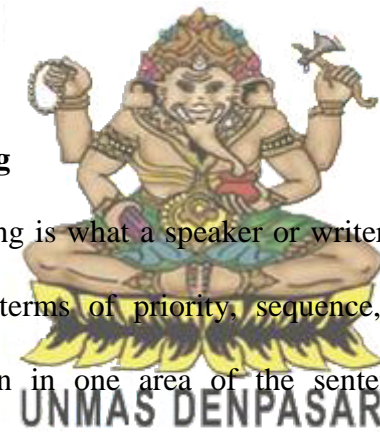 g
ng is what a speaker or writer
terms of priority, sequence,
n in one area of the sente
UNMAS DENPASAR